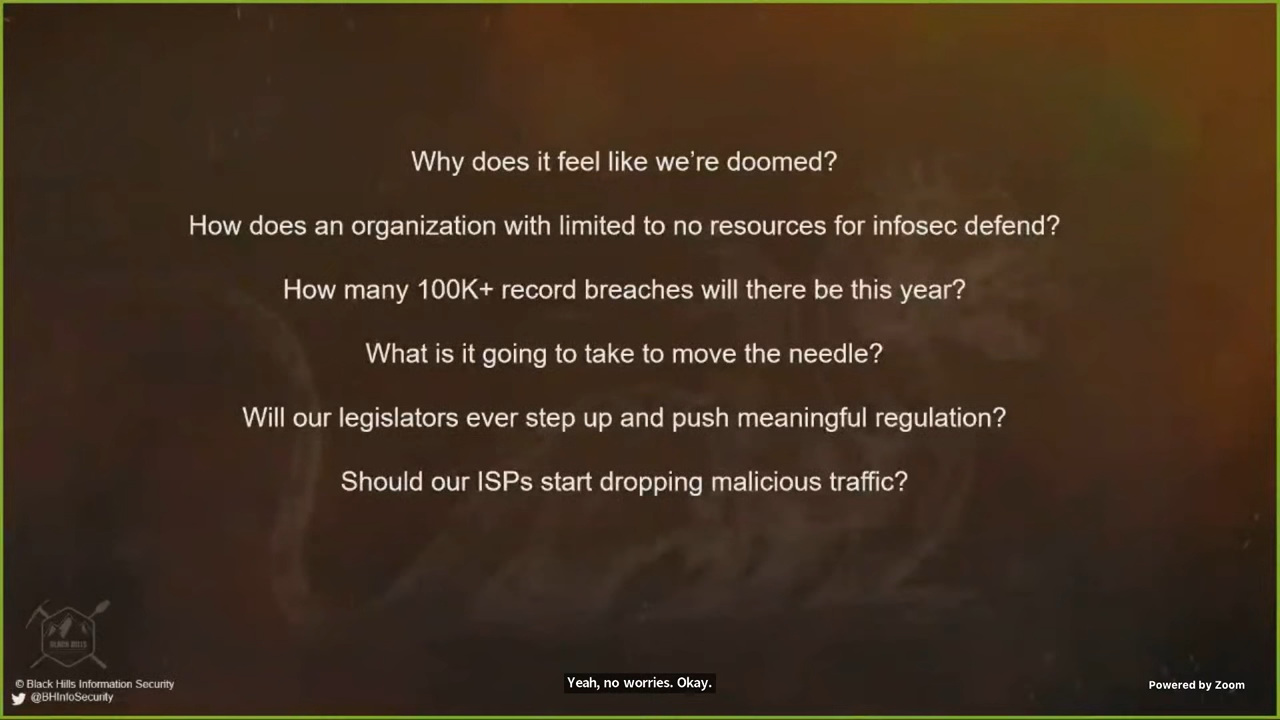 Why does it feel like we’re doomed?
How does an organization with limited to no resources for infosec defend?
How many 100K+ record breaches will there be this year?
What is it going to take to move the needle?
Will our legislators ever step up and push meaningful regulation?
Should our ISPs start dropping malicious traffic?
BLACK HILLS
© Black Hills Information Security
@BHInfoSecurity
Yeah, no worries. Okay.
Powered by Zoom